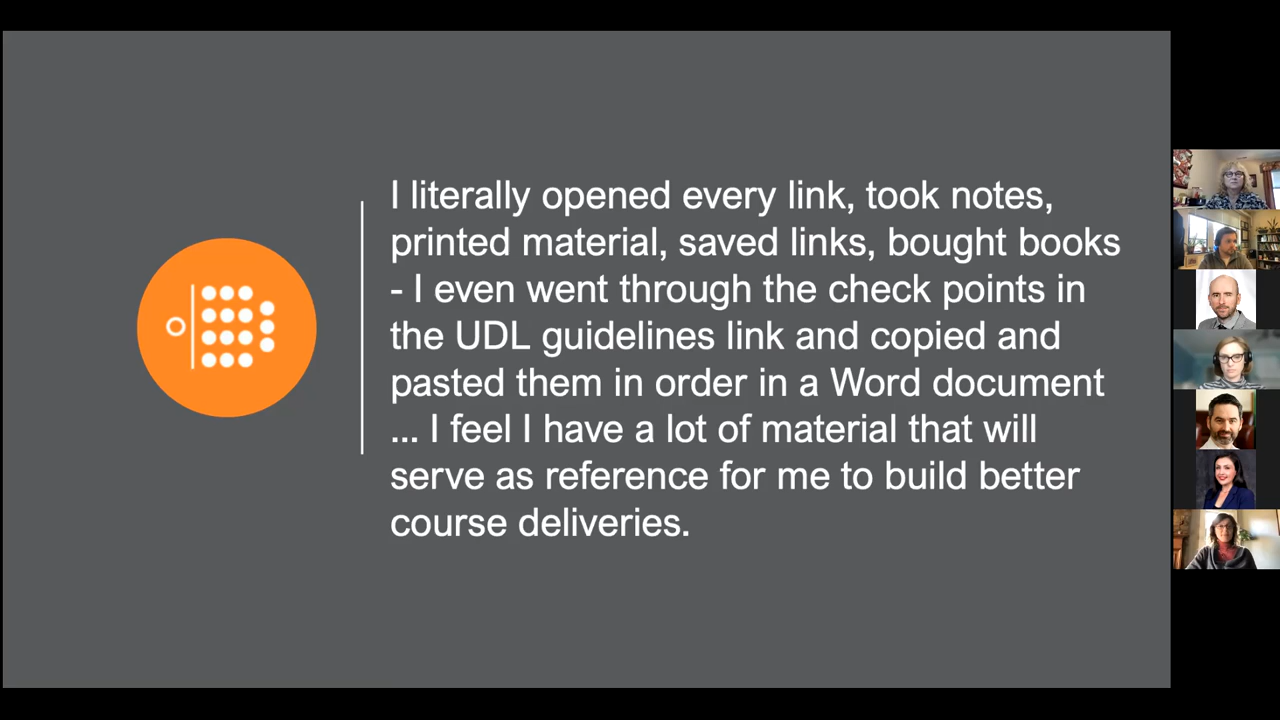 I literally opened every link, took notes,
printed material, saved links, bought books
- I even went through the check points in
the UDL guidelines link and copied and
pasted them in order in a Word document
... I feel I have a lot of material that will
serve as reference for me to build better
course deliveries.